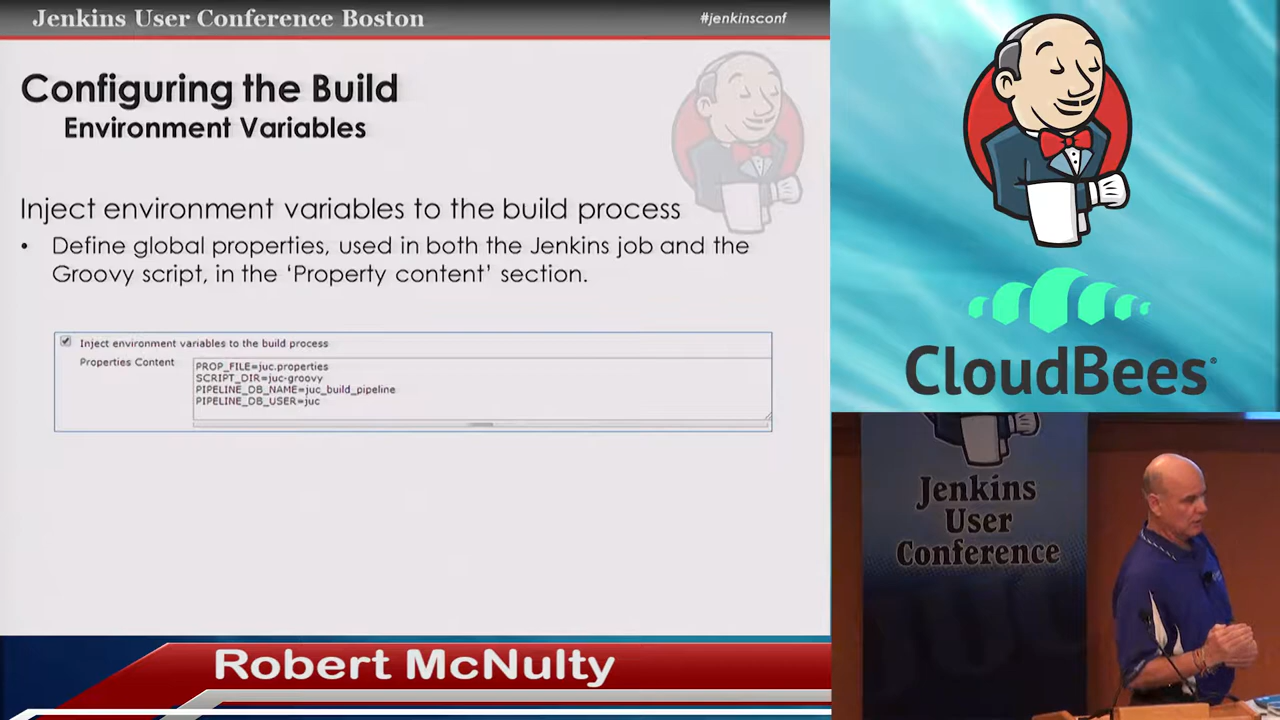 Jenkins User Conference Boston
#jenkinsconf
Configuring the Build
Environment Variables
Inject environment variables to the build process
• Define global properties, used in both the Jenkins job and the
Groovy script, in the ‘Property content’ section.
Inject environment variables to the build process
Properties Content
PROP_FILE=juc.properties
SCRIPT_DIR=juc-groovy
PIPELINE_DB_NAME=juc_build_pipeline
PIPELINE_DB_USER=juc
CloudBees®
Jenkins
User
Conference
Robert McNulty